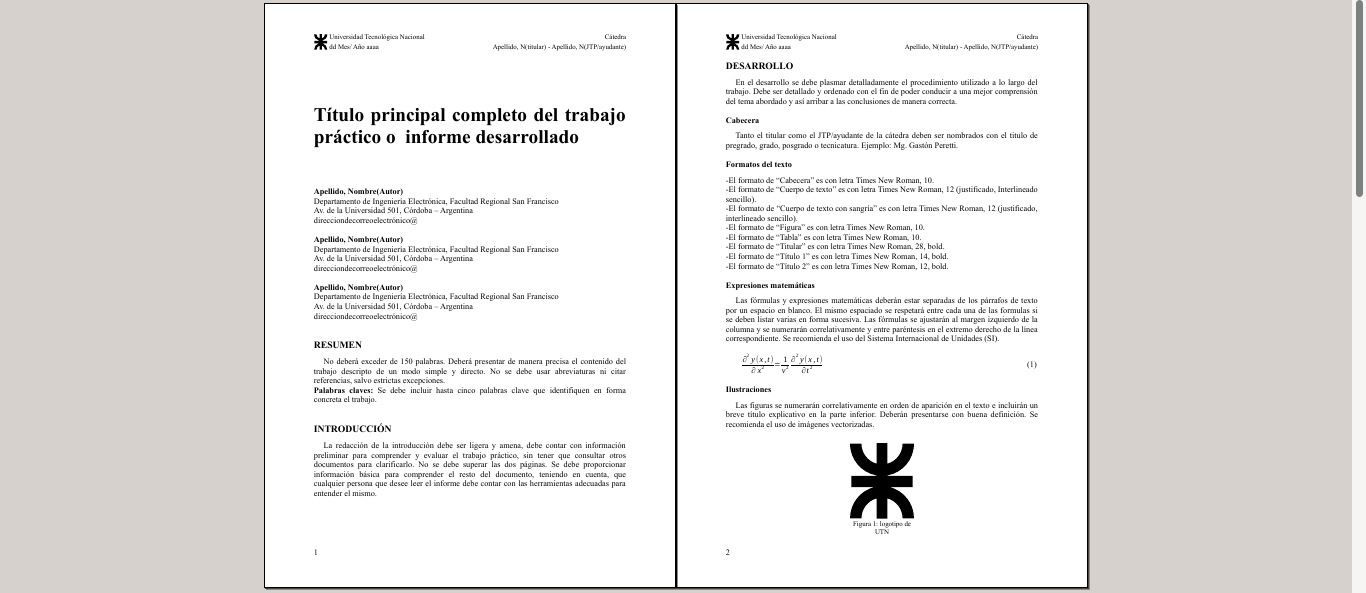 Universidad Tecnológica Nacional
Cátedra
dd Mes/ Año aaaa
Apellido, N(titular) - Apellido, N(JTP/ayudante)
Título principal completo del trabajo
práctico o informe desarrollado
Apellido, Nombre(Autor)
Departamento de Ingeniería Electrónica, Facultad Regional San Francisco
Av. de la Universidad 501, Córdoba – Argentina
direcciondecorreoelectrónico@
Apellido, Nombre(Autor)
Departamento de Ingeniería Electrónica, Facultad Regional San Francisco
Av. de la Universidad 501, Córdoba – Argentina
direcciondecorreoelectrónico@
Apellido, Nombre(Autor)
Departamento de Ingeniería Electrónica, Facultad Regional San Francisco
Av. de la Universidad 501, Córdoba – Argentina
direcciondecorreoelectrónico@
RESUMEN
No deberá exceder de 150 palabras. Deberá presentar de manera precisa el contenido del
trabajo descripto de un modo simple y directo. No se debe usar abreviaturas ni citar
referencias, salvo estrictas excepciones.
Palabras claves: Se debe incluir hasta cinco palabras clave que identifiquen en forma
concreta el trabajo.
INTRODUCCIÓN
La redacción de la introducción debe ser ligera y amena, debe contar con información
preliminar para comprender y evaluar el trabajo práctico, sin tener que consultar otros
documentos para clarificarlo. No se debe superar las dos páginas. Se debe proporcionar
información básica para comprender el resto del documento, teniendo en cuenta, que
cualquier persona que desee leer el informe debe contar con las herramientas adecuadas para
entender el mismo.
1
Universidad Tecnológica Nacional
Cátedra
dd Mes/ Año aaaa
Apellido, N(titular) - Apellido, N(JTP/ayudante)
DESARROLLO
En el desarrollo se debe plasmar detalladamente el procedimiento utilizado a lo largo del
trabajo. Debe ser detallado y ordenado con el fin de poder conducir a una mejor comprensión
del tema abordado y así arribar a las conclusiones de manera correcta.
Cabecera
Tanto el titular como el JTP/ayudante de la cátedra deben ser nombrados con el titulo de
pregrado, grado, posgrado o tecnicatura. Ejemplo: Mg. Gastón Peretti.
Formatos del texto
-El formato de “Cabecera” es con letra Times New Roman, 10.
-El formato de “Cuerpo de texto” es con letra Times New Roman, 12 (justificado, Interlineado
sencillo).
-El formato de “Cuerpo de texto con sangría” es con letra Times New Roman, 12 (justificado,
interlineado sencillo).
-El formato de “Figura” es con letra Times New Roman, 10.
-El formato de “Tabla” es con letra Times New Roman, 10.
-El formato de “Titular” es con letra Times New Roman, 28, bold.
-El formato de “Título 1” es con letra Times New Roman, 14, bold.
-El formato de “Título 2” es con letra Times New Roman, 12, bold.
Expresiones matemáticas
Las fórmulas y expresiones matemáticas deberán estar separadas de los párrafos de texto
por un espacio en blanco. El mismo espaciado se respetará entre cada una de las formulas si
se deben listar varias en forma sucesiva. Las fórmulas se ajustarán al margen izquierdo de la
columna y se numerarán correlativamente y entre paréntesis en el extremo derecho de la línea
correspondiente. Se recomienda el uso del Sistema Internacional de Unidades (SI).
∂² y(x,t)/∂ x² = 1/v² ∂² y(x,t)/∂ t² (1)
Ilustraciones
Las figuras se numerarán correlativamente en orden de aparición en el texto e incluirán un
breve título explicativo en la parte inferior. Deberán presentarse con buena definición. Se
recomienda el uso de imágenes vectorizadas.
Figura 1: logotipo de
UTN
2